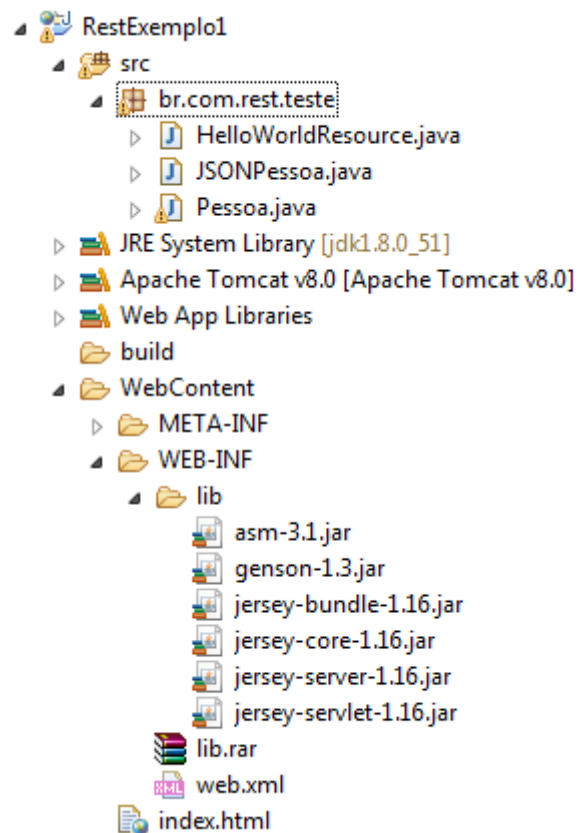 RestExemplo1
src
br.com.rest.teste
HelloWorldResource.java
JSONPessoa.java
Pessoa.java
JRE System Library [jdk1.8.0_51]
Apache Tomcat v8.0 [Apache Tomcat v8.0]
Web App Libraries
build
WebContent
META-INF
WEB-INF
lib
asm-3.1.jar
genson-1.3.jar
jersey-bundle-1.16.jar
jersey-core-1.16.jar
jersey-server-1.16.jar
jersey-servlet-1.16.jar
lib.rar
web.xml
index.html